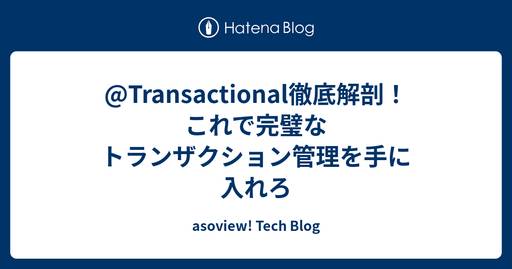 Hatena Blog
@Transactional徹底解剖！
これで完璧な
トランザクション管理を手に
入れろ
asoview! Tech Blog